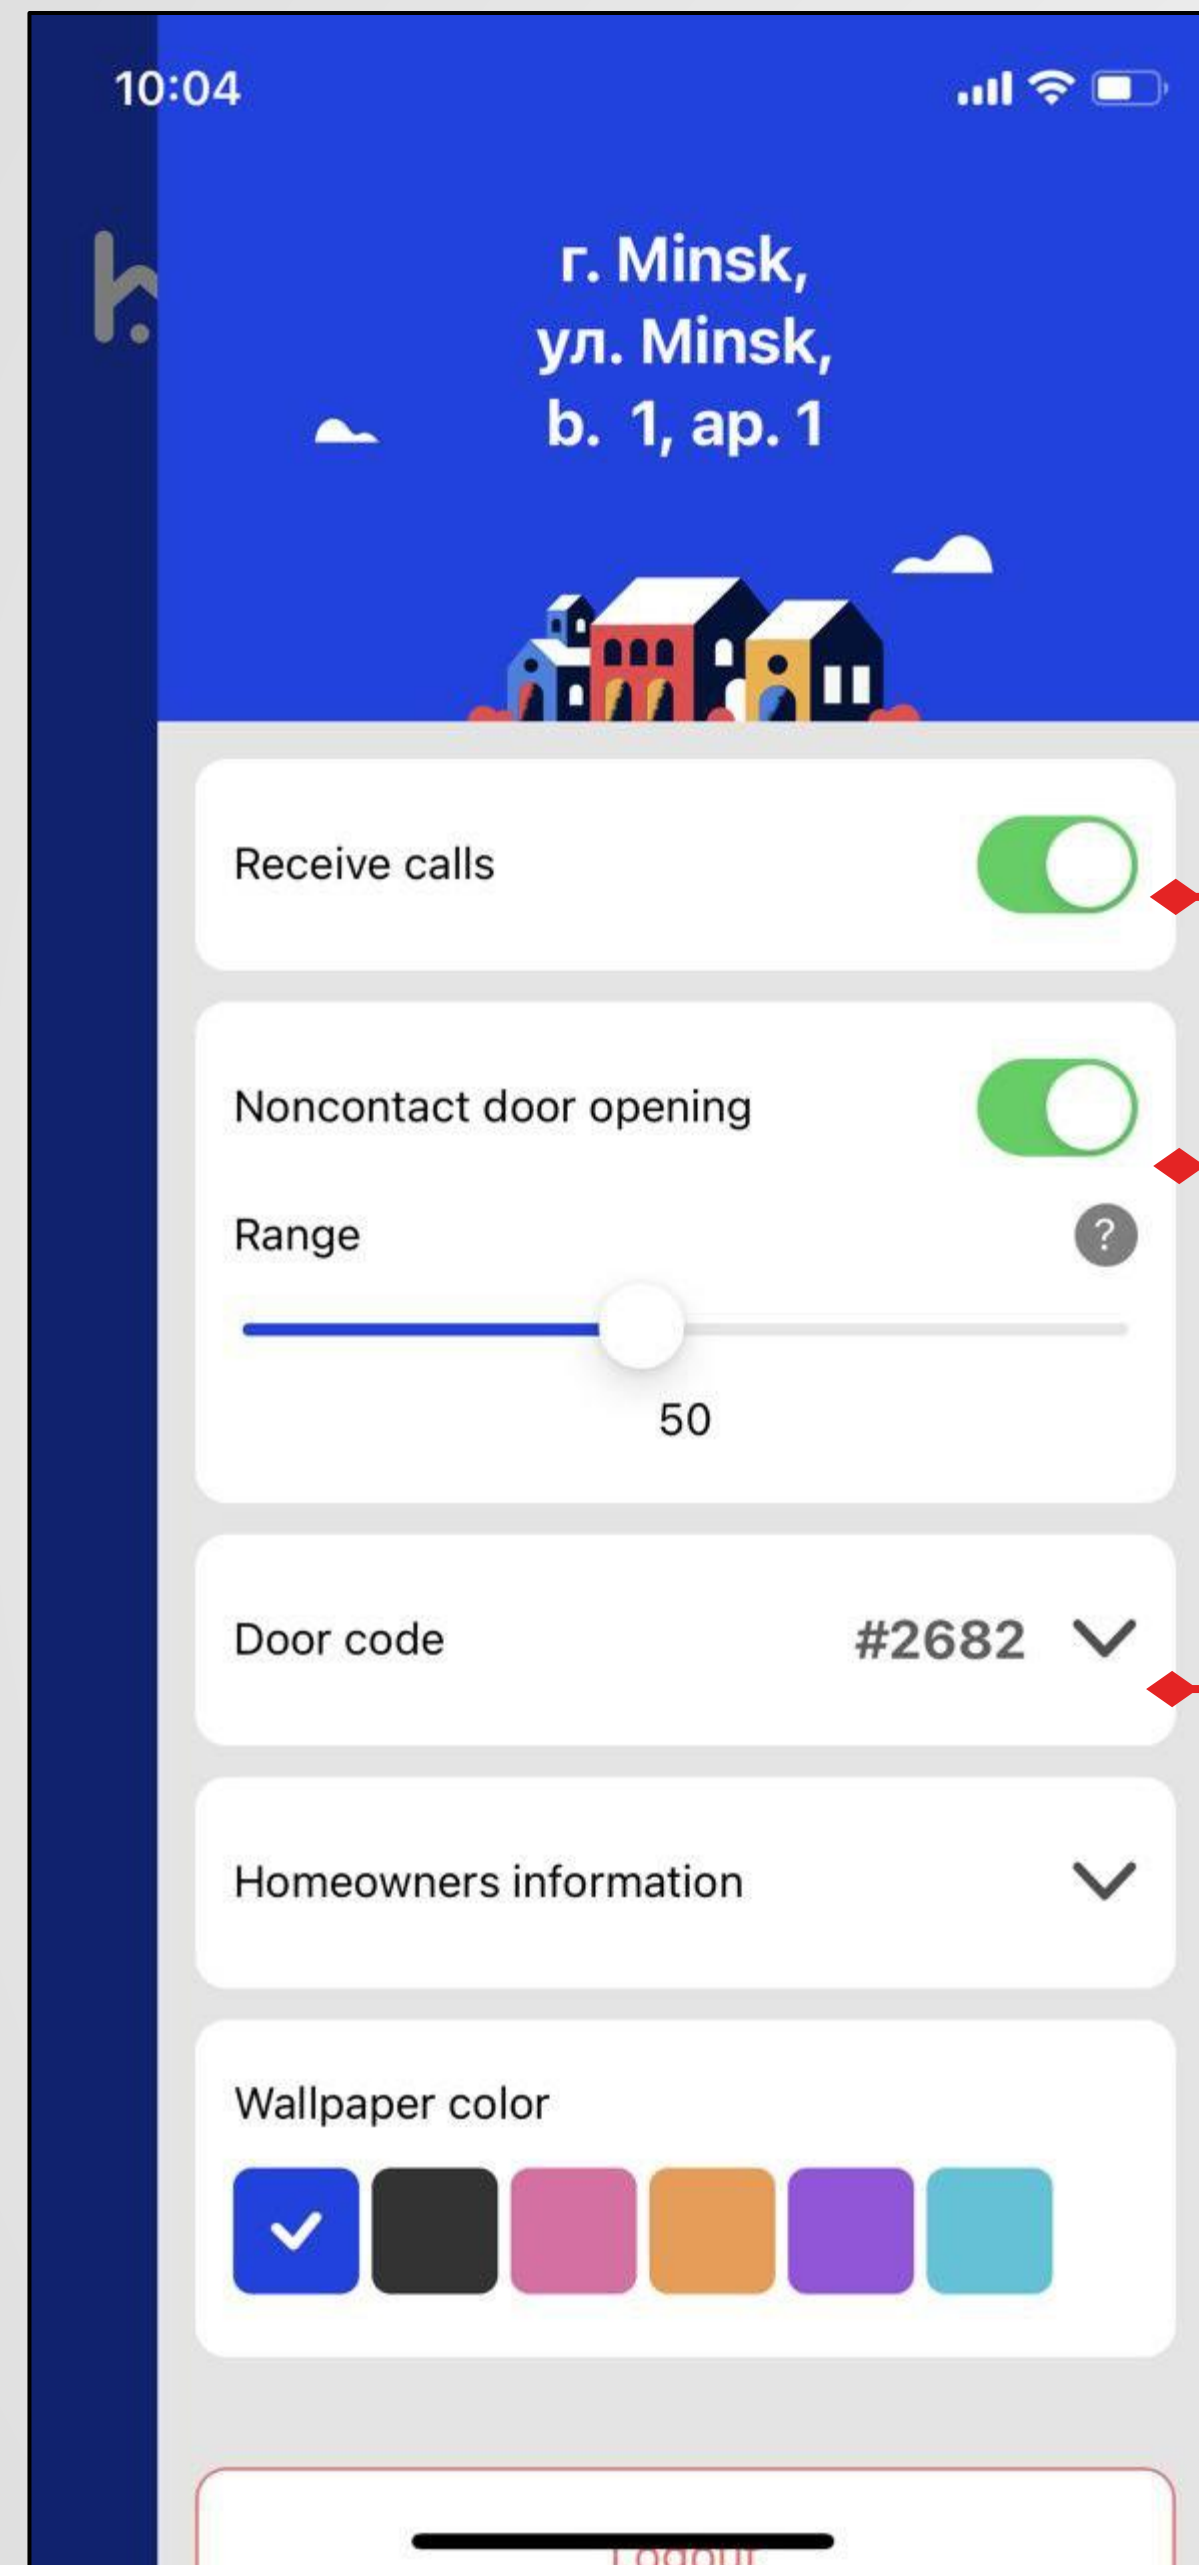 10:04
г. Minsk,
ул. Minsk,
b. 1, ap. 1
Receive calls
Noncontact door opening
Range
?
50
Door code
#2682
Homeowners information
Wallpaper color